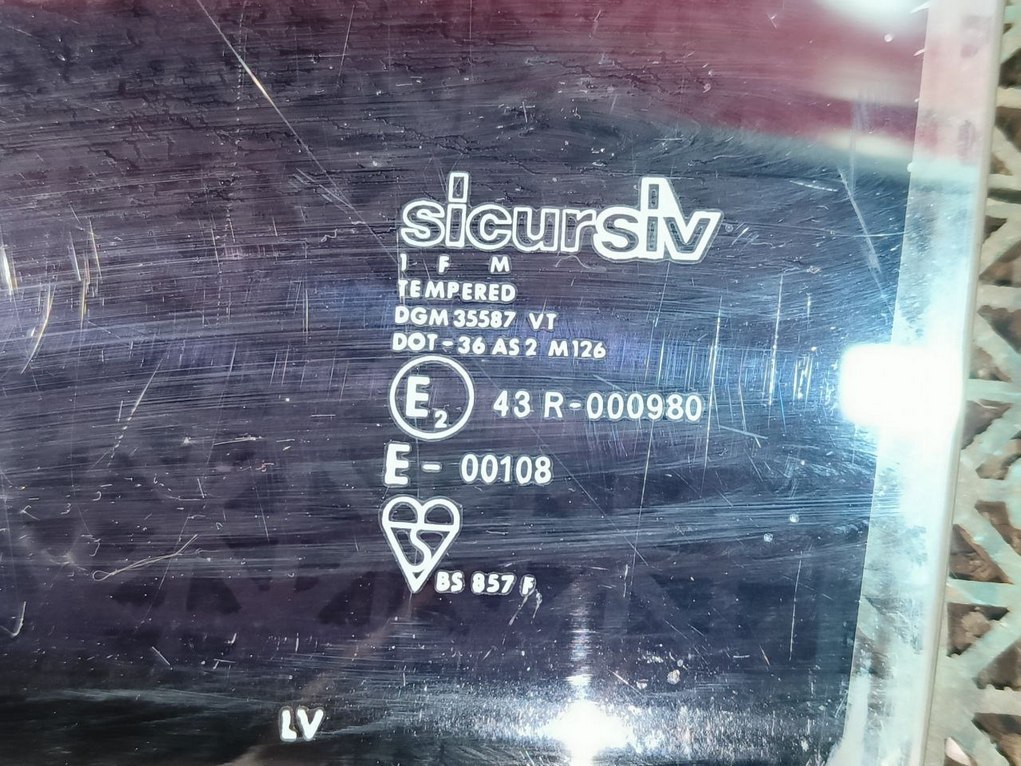 sicursiv
I F M
TEMPERED
DGM 35587 VT
DOT - 36 AS 2 M126
E2 43 R-000980
E - 00108
BS 857 F
LV